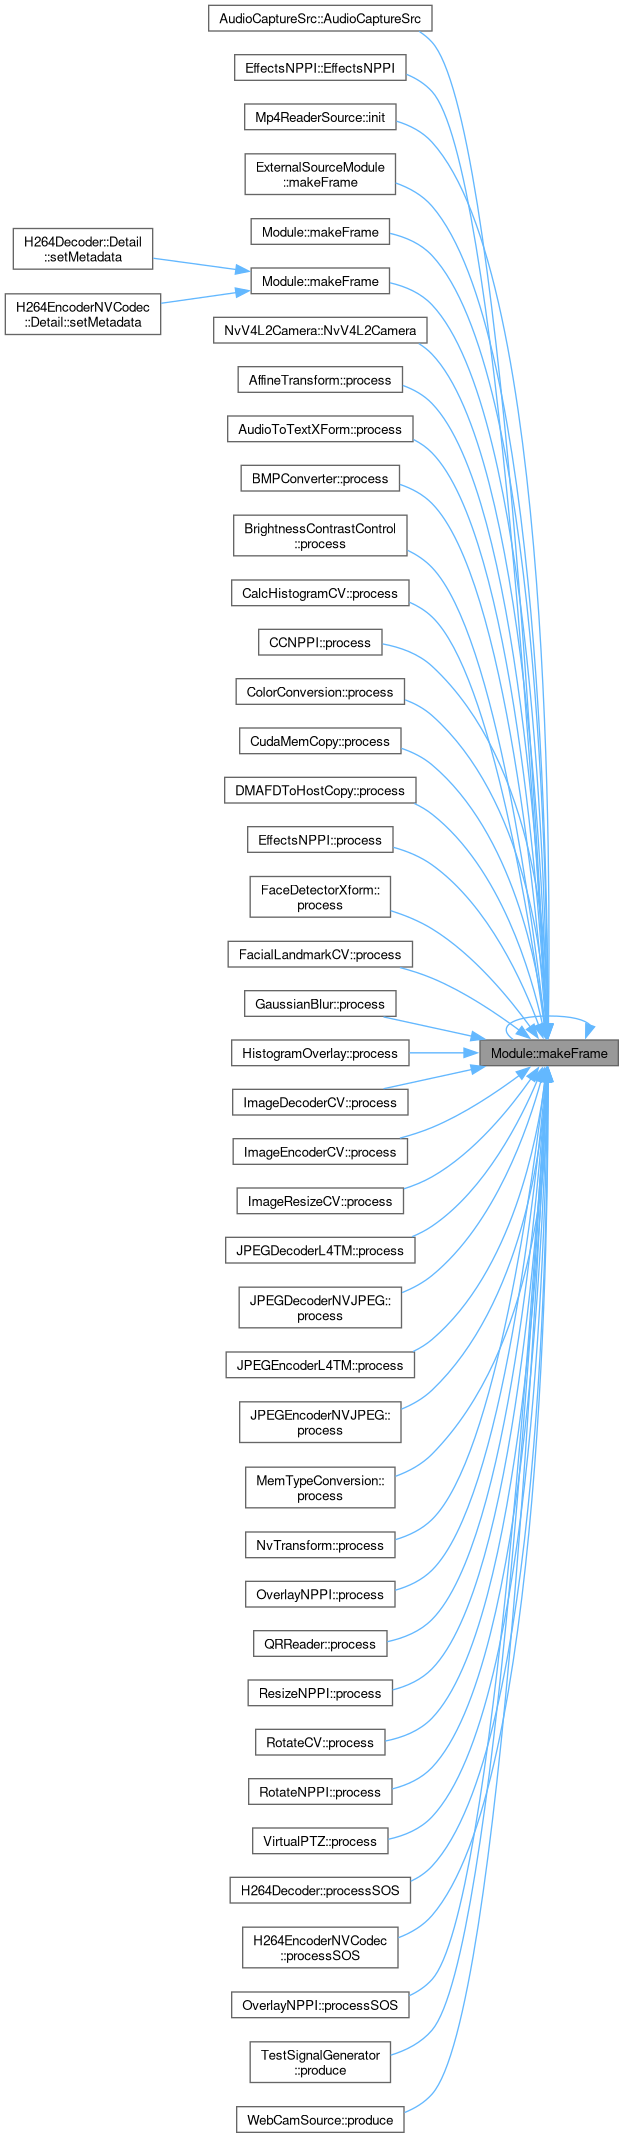 AudioCaptureSrc::AudioCaptureSrc
EffectsNPPI::EffectsNPPI
Mp4ReaderSource::init
ExternalSourceModule
::makeFrame
Module::makeFrame
H264Decoder::Detail
::setMetadata
Module::makeFrame
H264EncoderNVCodec
::Detail::setMetadata
NvV4L2Camera::NvV4L2Camera
AffineTransform::process
AudioToTextXForm::process
BMPConverter::process
BrightnessContrastControl
::process
CalcHistogramCV::process
CCNPPI::process
ColorConversion::process
CudaMemCopy::process
DMAFDToHostCopy::process
EffectsNPPI::process
FaceDetectorXform::
process
FacialLandmarkCV::process
GaussianBlur::process
HistogramOverlay::process
Module::makeFrame
ImageDecoderCV::process
ImageEncoderCV::process
ImageResizeCV::process
JPEGDecoderL4TM::process
JPEGDecoderNVJPEG::
process
JPEGEncoderL4TM::process
JPEGEncoderNVJPEG::
process
MemTypeConversion::
process
NvTransform::process
OverlayNPPI::process
QRReader::process
ResizeNPPI::process
RotateCV::process
RotateNPPI::process
VirtualPTZ::process
H264Decoder::processSOS
H264EncoderNVCodec
::processSOS
OverlayNPPI::processSOS
TestSignalGenerator
::produce
WebCamSource::produce